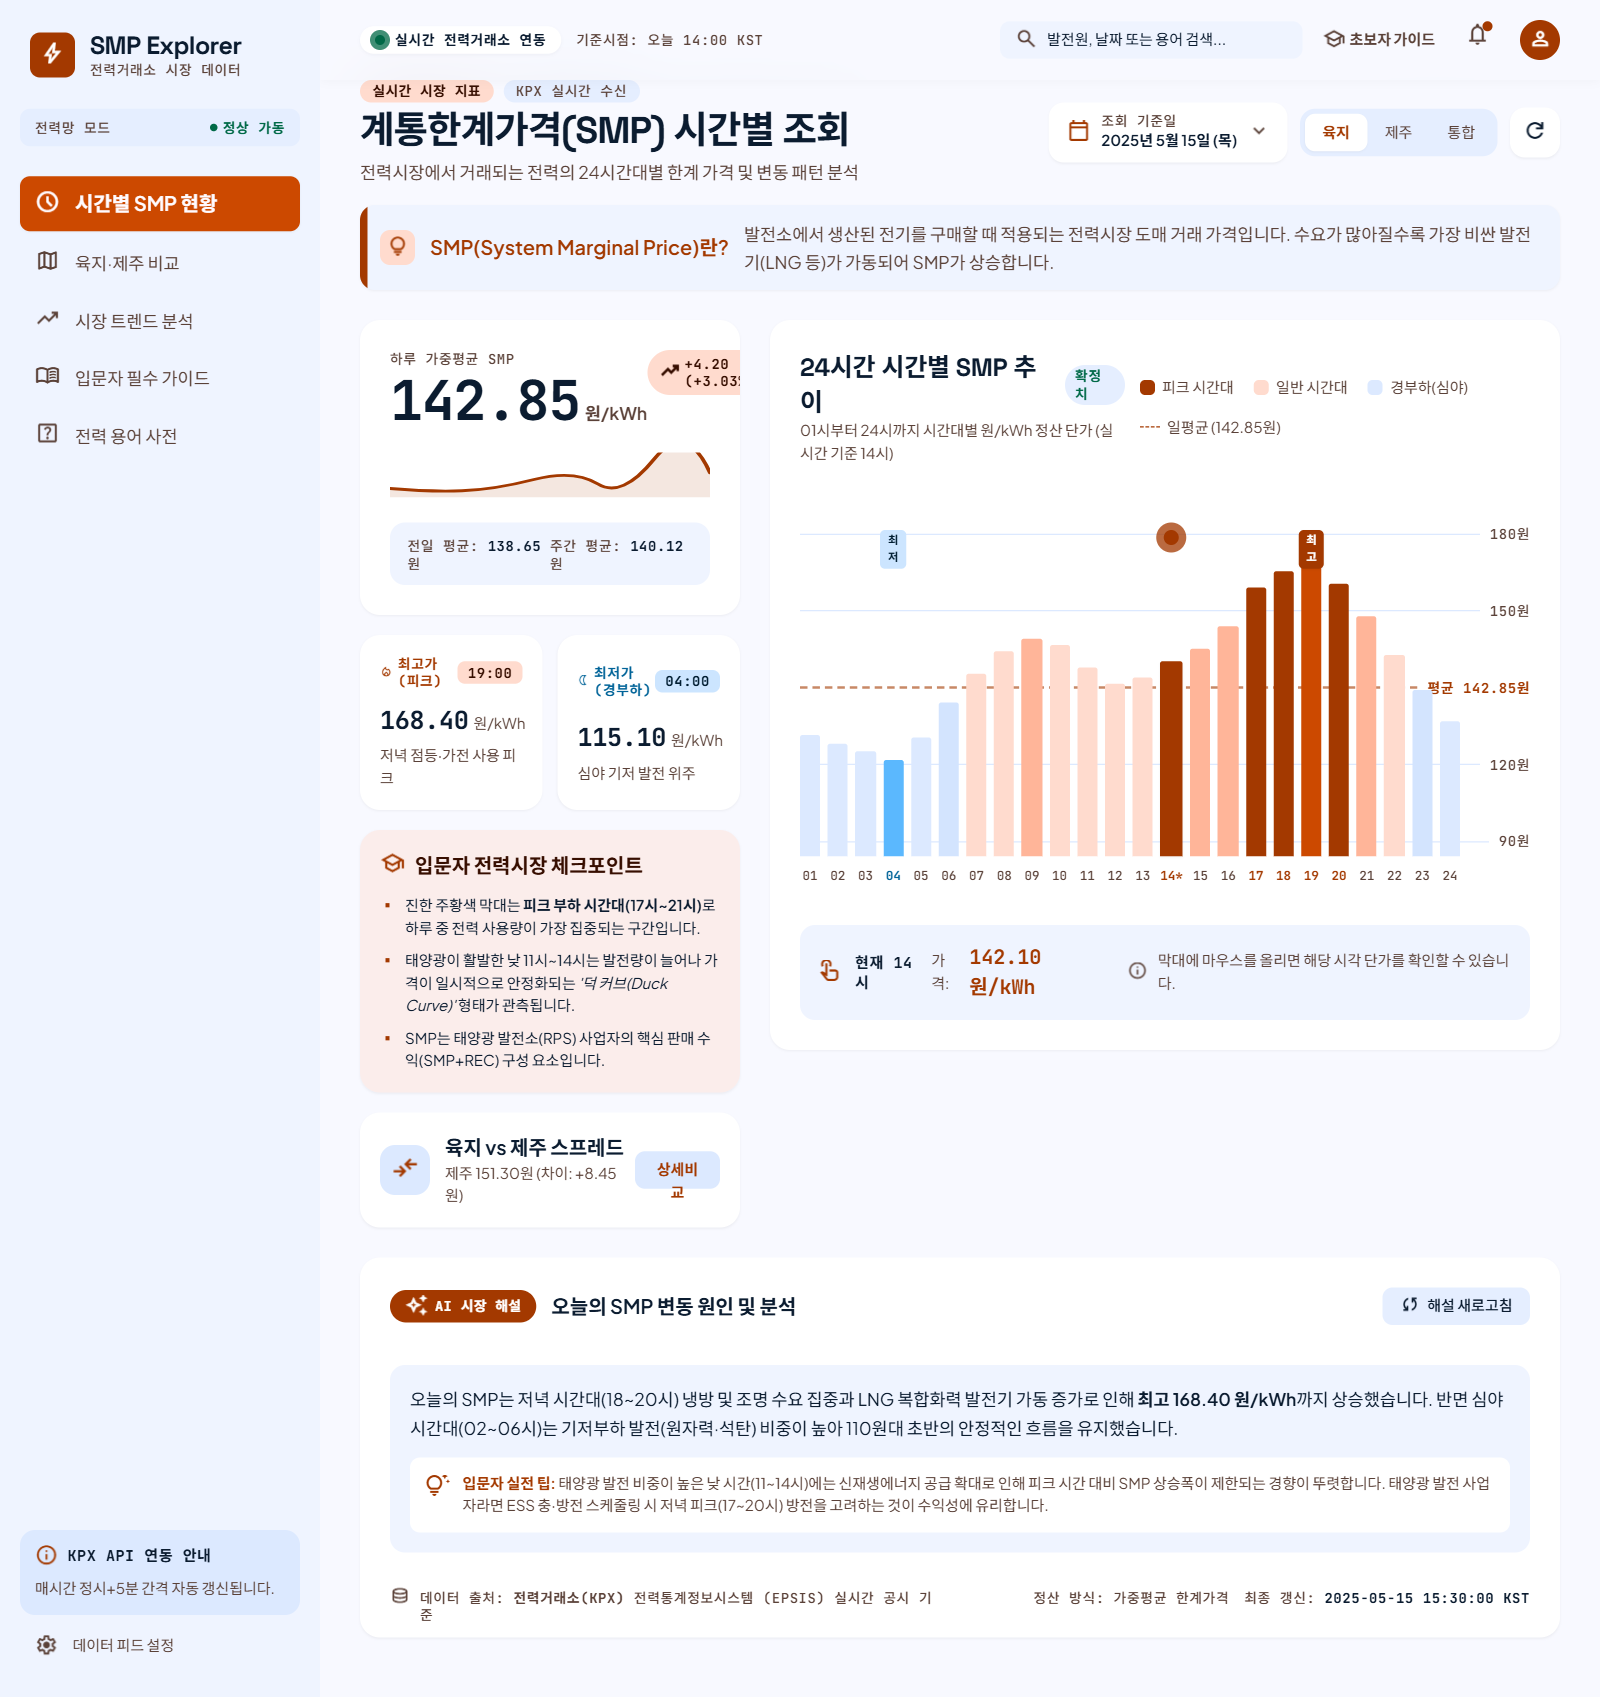 SMP Explorer
전력거래소 시장 데이터
전력망 모드
정상 가동
시간별 SMP 현황
육지·제주 비교
시장 트렌드 분석
입문자 필수 가이드
전력 용어 사전
KPX API 연동 안내
매시간 정시+5분 간격 자동 갱신됩니다.
데이터 피드 설정
실시간 전력거래소 연동
기준시점: 오늘 14:00 KST
발전원, 날짜 또는 용어 검색...
초보자 가이드
실시간 시장 지표
KPX 실시간 수신
계통한계가격(SMP) 시간별 조회
전력시장에서 거래되는 전력의 24시간대별 한계 가격 및 변동 패턴 분석
조회 기준일
2025년 5월 15일 (목)
육지
제주
통합
SMP(System Marginal Price)란?
발전소에서 생산된 전기를 구매할 때 적용되는 전력시장 도매 거래 가격입니다. 수요가 많아질수록 가장 비싼 발전
기(LNG 등)가 가동되어 SMP가 상승합니다.
하루 가중평균 SMP
142.85 원/kWh
+4.20
(+3.03%
전일 평균: 138.65
원
주간 평균: 140.12
원
최고가
(피크)
19:00
168.40 원/kWh
저녁 점등·가전 사용 피
크
최저가
(경부하)
04:00
115.10 원/kWh
심야 기저 발전 위주
입문자 전력시장 체크포인트
진한 주황색 막대는 피크 부하 시간대(17시~21시)로
하루 중 전력 사용량이 가장 집중되는 구간입니다.
태양광이 활발한 낮 11시~14시는 발전량이 늘어나 가
격이 일시적으로 안정화되는 '덕 커브(Duck
Curve)' 형태가 관측됩니다.
SMP는 태양광 발전소(RPS) 사업자의 핵심 판매 수
익(SMP+REC) 구성 요소입니다.
육지 vs 제주 스프레드
제주 151.30원 (차이: +8.45
원)
상세비
교
24시간 시간별 SMP 추
이
확정
치
01시부터 24시까지 시간대별 원/kWh 정산 단가 (실
시간 기준 14시)
피크 시간대
일반 시간대
경부하(심야)
일평균 (142.85원)
180원
150원
평균 142.85원
120원
90원
최
저
최
고
01 02 03 04 05 06 07 08 09 10 11 12 13 14* 15 16 17 18 19 20 21 22 23 24
현재 14
시
가
격:
142.10
원/kWh
막대에 마우스를 올리면 해당 시각 단가를 확인할 수 있습니
다.
AI 시장 해설
오늘의 SMP 변동 원인 및 분석
해설 새로고침
오늘의 SMP는 저녁 시간대(18~20시) 냉방 및 조명 수요 집중과 LNG 복합화력 발전기 가동 증가로 인해 최고 168.40 원/kWh까지 상승했습니다. 반면 심야
시간대(02~06시)는 기저부하 발전(원자력·석탄) 비중이 높아 110원대 초반의 안정적인 흐름을 유지했습니다.
입문자 실전 팁: 태양광 발전 비중이 높은 낮 시간(11~14시)에는 신재생에너지 공급 확대로 인해 피크 시간 대비 SMP 상승폭이 제한되는 경향이 뚜렷합니다. 태양광 발전 사업
자라면 ESS 충·방전 스케줄링 시 저녁 피크(17~20시) 방전을 고려하는 것이 수익성에 유리합니다.
데이터 출처: 전력거래소(KPX) 전력통계정보시스템 (EPSIS) 실시간 공시 기
준
정산 방식: 가중평균 한계가격
최종 갱신: 2025-05-15 15:30:00 KST